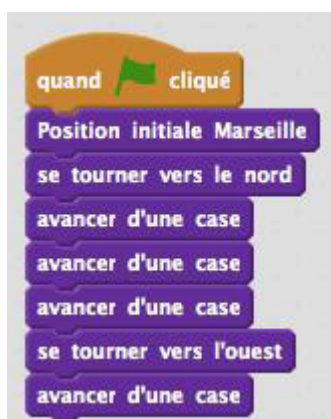 quand cliqué
Position initiale Marseille
se tourner vers le nord
avancer d'une case
avancer d'une case
avancer d'une case
se tourner vers l'ouest
avancer d'une case